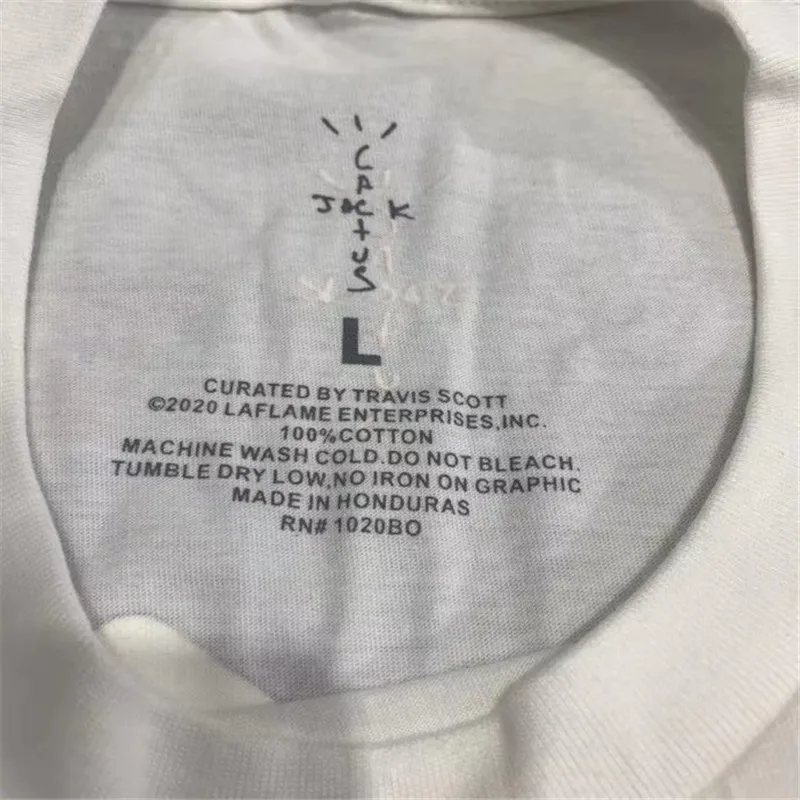 CACTUS
JACK
L
CURATED BY TRAVIS SCOTT
©2020 LAFLAME ENTERPRISES,INC.
100%COTTON
MACHINE WASH COLD.DO NOT BLEACH.
TUMBLE DRY LOW,NO IRON ON GRAPHIC
MADE IN HONDURAS
RN# 1020BO